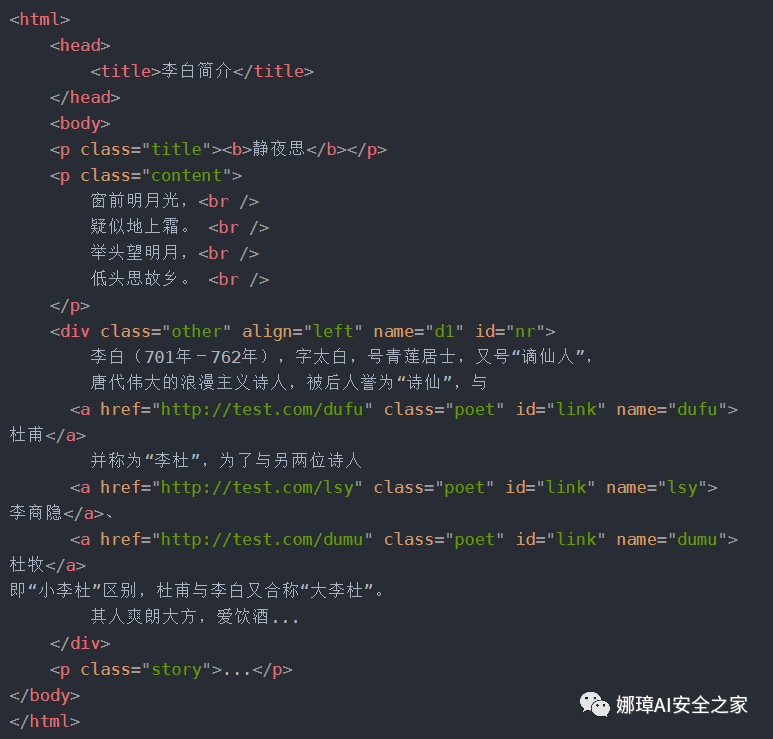 <html>
<head>
<title>李白简介</title>
</head>
<body>
<p class="title"><b>静夜思</b></p>
<p class="content">
窗前明月光，<br />
疑似地上霜。 <br />
举头望明月，<br />
低头思故乡。 <br />
</p>
<div class="other" align="left" name="d1" id="nr">
李白（701年－762年），字太白，号青莲居士，又号“谪仙人”，
唐代伟大的浪漫主义诗人，被后人誉为“诗仙”，与
<a href="http://test.com/dufu" class="poet" id="link" name="dufu">
杜甫</a>
并称为“李杜”，为了与另两位诗人
<a href="http://test.com/lsy" class="poet" id="link" name="lsy">
李商隐</a>、
<a href="http://test.com/dumu" class="poet" id="link" name="dumu">
杜牧</a>
即“小李杜”区别，杜甫与李白又合称“大李杜”。
其人爽朗大方，爱饮酒...
</div>
<p class="story">...</p>
</body>
</html>
娜璋AI安全之家